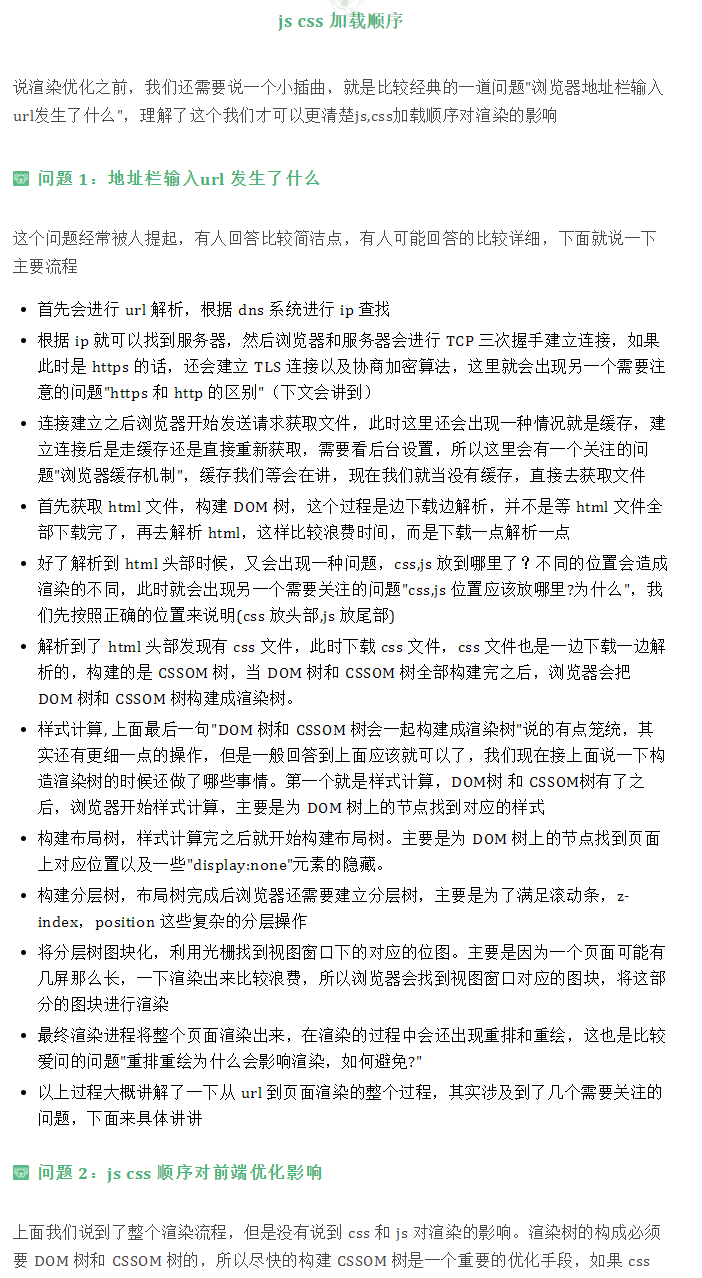 js css 加载顺序
说渲染优化之前，我们还需要说一个小插曲，就是比较经典的一道问题"浏览器地址栏输入
url发生了什么"，理解了这个我们才可以更清楚js,css加载顺序对渲染的影响
问题 1：地址栏输入url 发生了什么
这个问题经常被人提起，有人回答比较简洁点，有人可能回答的比较详细，下面就说一下
主要流程
• 首先会进行 url 解析，根据 dns 系统进行 ip 查找
• 根据 ip 就可以找到服务器，然后浏览器和服务器会进行 TCP 三次握手建立连接，如果
此时是 https 的话，还会建立 TLS 连接以及协商加密算法，这里就会出现另一个需要注
意的问题"https 和 http 的区别"（下文会讲到）
• 连接建立之后浏览器开始发送请求获取文件，此时这里还会出现一种情况就是缓存，建
立连接后是走缓存还是直接重新获取，需要看后台设置，所以这里会有一个关注的问
题"浏览器缓存机制"，缓存我们等会在讲，现在我们就当没有缓存，直接去获取文件
• 首先获取 html 文件，构建 DOM 树，这个过程是边下载边解析，并不是等 html 文件全
部下载完了，再去解析 html，这样比较浪费时间，而是下载一点解析一点
• 好了解析到 html 头部时候，又会出现一种问题，css,js 放到哪里了？不同的位置会造成
渲染的不同，此时就会出现另一个需要关注的问题"css,js 位置应该放哪里?为什么"，我
们先按照正确的位置来说明(css 放头部,js 放尾部)
• 解析到了 html 头部发现有 css 文件，此时下载 css 文件，css 文件也是一边下载一边解
析的，构建的是 CSSOM 树，当 DOM 树和 CSSOM 树全部构建完之后，浏览器会把
DOM 树和 CSSOM 树构建成渲染树。
• 样式计算, 上面最后一句"DOM 树和 CSSOM 树会一起构建成渲染树"说的有点笼统，其
实还有更细一点的操作，但是一般回答到上面应该就可以了，我们现在接上面说一下构
造渲染树的时候还做了哪些事情。第一个就是样式计算，DOM树 和 CSSOM树有了之
后，浏览器开始样式计算，主要是为 DOM 树上的节点找到对应的样式
• 构建布局树，样式计算完之后就开始构建布局树。主要是为 DOM 树上的节点找到页面
上对应位置以及一些"display:none"元素的隐藏。
• 构建分层树，布局树完成后浏览器还需要建立分层树，主要是为了满足滚动条，z-
index，position 这些复杂的分层操作
• 将分层树图块化，利用光栅找到视图窗口下的对应的位图。主要是因为一个页面可能有
几屏那么长，一下渲染出来比较浪费，所以浏览器会找到视图窗口对应的图块，将这部
分的图块进行渲染
• 最终渲染进程将整个页面渲染出来，在渲染的过程中会还出现重排和重绘，这也是比较
爱问的问题"重排重绘为什么会影响渲染，如何避免?"
• 以上过程大概讲解了一下从 url 到页面渲染的整个过程，其实涉及到了几个需要关注的
问题，下面来具体讲讲
问题 2：js css 顺序对前端优化影响
上面我们说到了整个渲染流程，但是没有说到 css 和 js 对渲染的影响。渲染树的构成必须
要 DOM 树和 CSSOM 树的，所以尽快的构建 CSSOM 树是一个重要的优化手段，如果 css